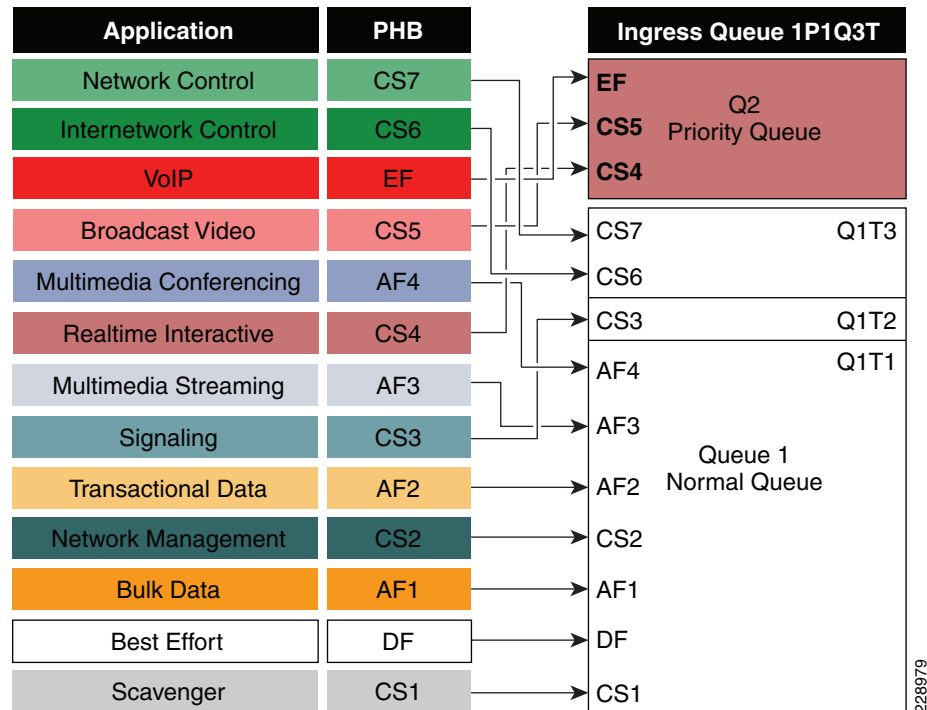 Application PHB Ingress Queue 1P1Q3T
Network Control CS7 EF
Q2
Internetwork Control CS6 CS5 Priority Queue
VoIP EF CS4
Broadcast Video CS5 CS7 Q1T3
Multimedia Conferencing AF4 CS6
Realtime Interactive CS4 CS3 Q1T2
Multimedia Streaming AF3 AF4 Q1T1
Signaling CS3 AF3
Queue 1
Transactional Data AF2 AF2 Normal Queue
Network Management CS2 CS2
Bulk Data AF1 AF1
Best Effort DF DF
Scavenger CS1 CS1
228979